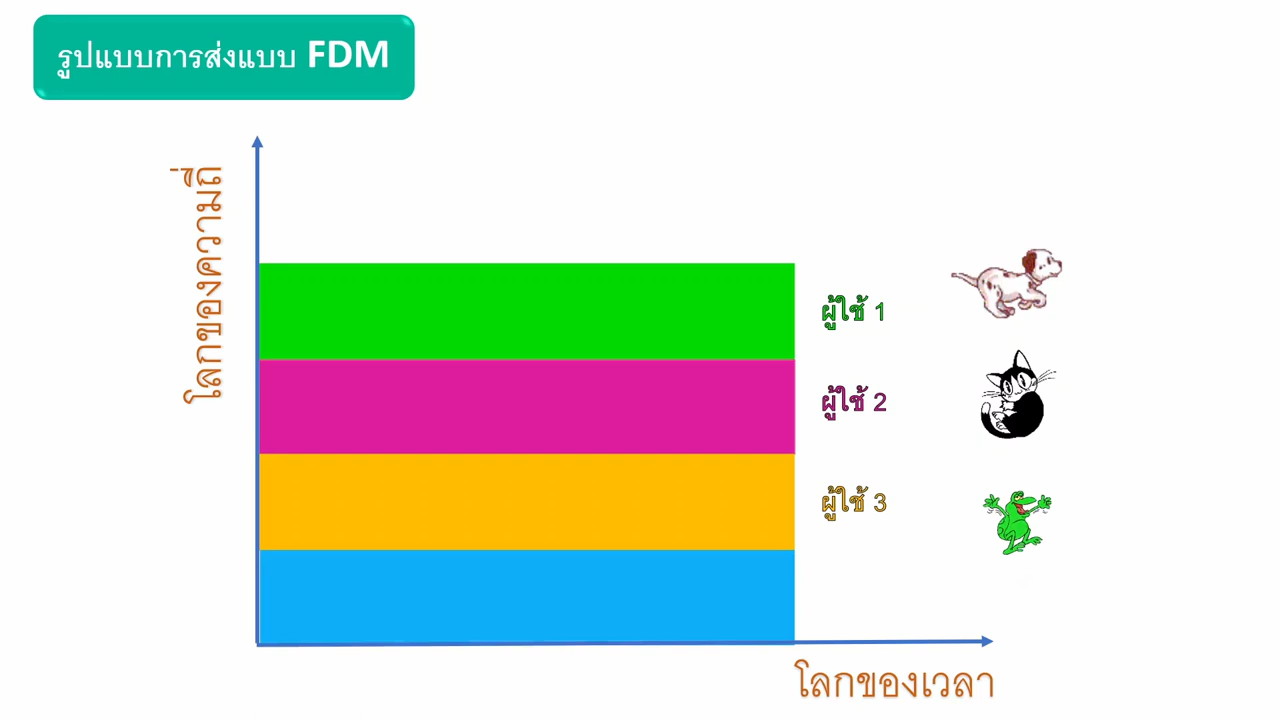 รูปแบบการส่งแบบ FDM
โลกของความถี่
ผู้ใช้ 1
ผู้ใช้ 2
ผู้ใช้ 3
โลกของเวลา